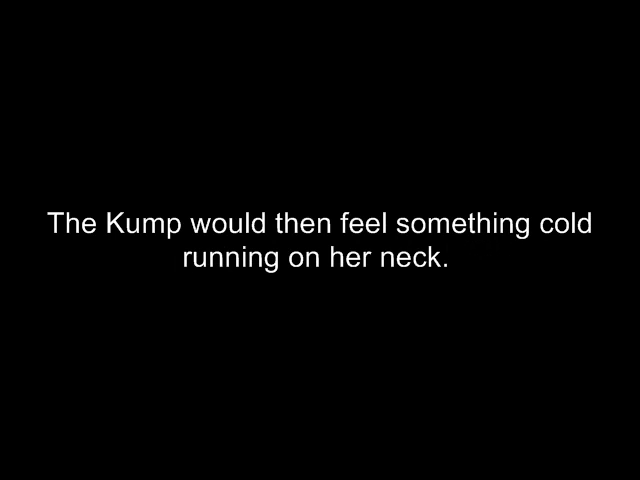 The Kump would then feel something cold
running on her neck.